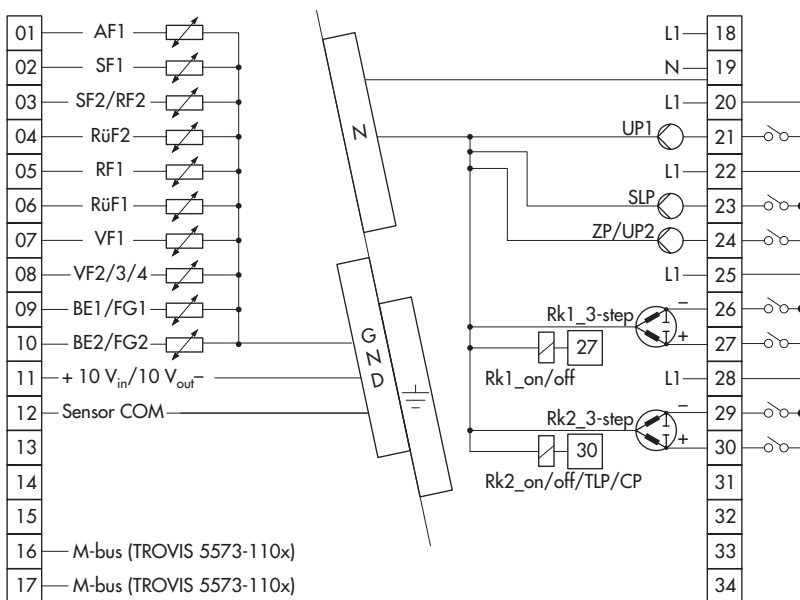 01 AF1
02 SF1
03 SF2/RF2
04 RüF2
05 RF1
06 RüF1
07 VF1
08 VF2/3/4
09 BE1/FG1
10 BE2/FG2
11 + 10 Vin/10 Vout–
12 Sensor COM
13
14
15
16 M-bus (TROVIS 5573-110x)
17 M-bus (TROVIS 5573-110x)
N
GND
L1 18
N 19
L1 20
UP1 21
L1 22
SLP 23
ZP/UP2 24
L1 25
Rk1_3-step – 26
+ 27
27
Rk1_on/off
L1 28
Rk2_3-step – 29
+ 30
30
Rk2_on/off/TLP/CP
31
32
33
34